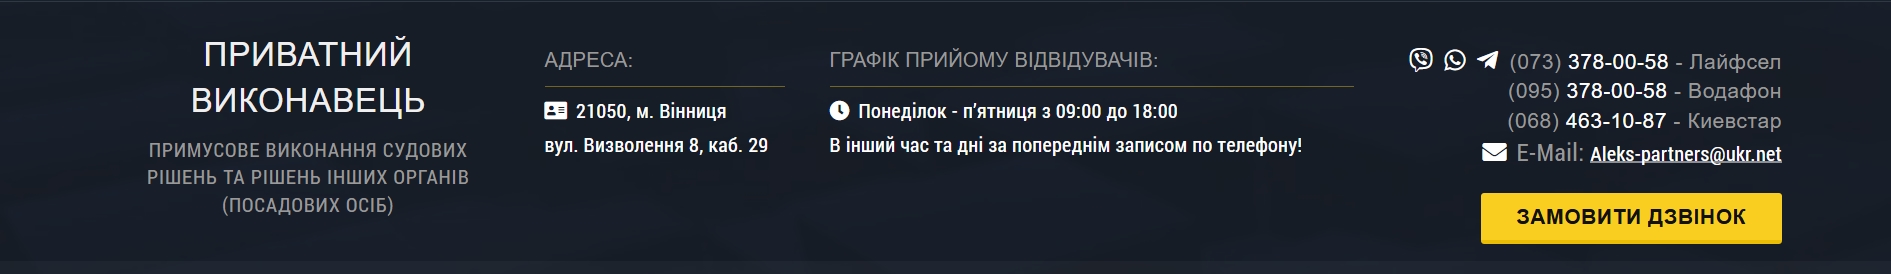 ПРИВАТНИЙ
ВИКОНАВЕЦЬ
ПРИМУСОВЕ ВИКОНАННЯ СУДОВИХ
РІШЕНЬ ТА РІШЕНЬ ІНШИХ ОРГАНІВ
(ПОСАДОВИХ ОСІБ)
АДРЕСА:
21050, м. Вінниця
вул. Визволення 8, каб. 29
ГРАФІК ПРИЙОМУ ВІДВІДУВАЧІВ:
Понеділок - п’ятниця з 09:00 до 18:00
В інший час та дні за попереднім записом по телефону!
(073) 378-00-58 - Лайфсел
(095) 378-00-58 - Водафон
(068) 463-10-87 - Киевстар
E-Mail: Aleks-partners@ukr.net
ЗАМОВИТИ ДЗВІНОК